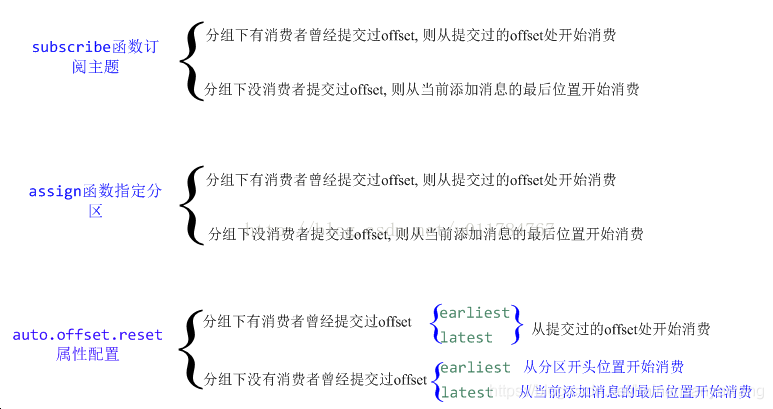 subscribe函数订
阅主题
分组下有消费者曾经提交过offset, 则从提交过的offset处开始消费
分组下没消费者提交过offset, 则从当前添加消息的最后位置开始消费
assign函数指定分
区
分组下有消费者曾经提交过offset, 则从提交过的offset处开始消费
分组下没消费者提交过offset, 则从当前添加消息的最后位置开始消费
auto.offset.reset
属性配置
分组下有消费者曾经提交过offset
earliest
latest
从提交过的offset处开始消费
分组下没有消费者曾经提交过offset
earliest 从分区开头位置开始消费
latest 从当前添加消息的最后位置开始消费